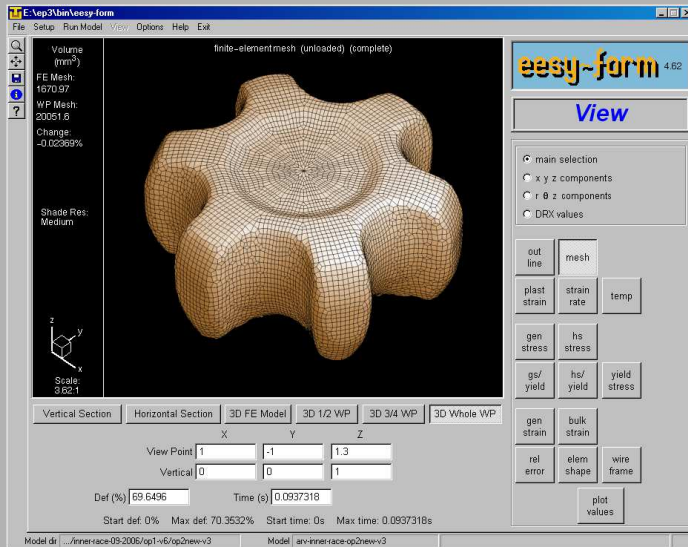 E:\ep3\bin\eesy-form
File Setup Run Model View Options Help Exit
Volume
(mm3)
FE Mesh:
1670.97
WP Mesh:
20051.6
Change:
-0.02369%
Shade Res:
Medium
z
y
x
Scale:
3.62:1
finite-element mesh (unloaded) (complete)
eesy-form 4.62
View
main selection
x y z components
r θ z components
DRX values
out line
mesh
plast strain
strain rate
temp
gen stress
hs stress
gs/ yield
hs/ yield
yield stress
gen strain
bulk strain
rel error
elem shape
wire frame
plot values
Vertical Section Horizontal Section 3D FE Model 3D 1/2 WP 3D 3/4 WP 3D Whole WP
X Y Z
View Point 1 -1 1.3
Vertical 0 0 1
Def (%) 69.6496 Time (s) 0.0937318
Start def: 0% Max def: 70.3532% Start time: 0s Max time: 0.0937318s
Model dir .../inner-race-09-2006/op1-v6/op2new-v3 Model arv-inner-race-op2new-v3